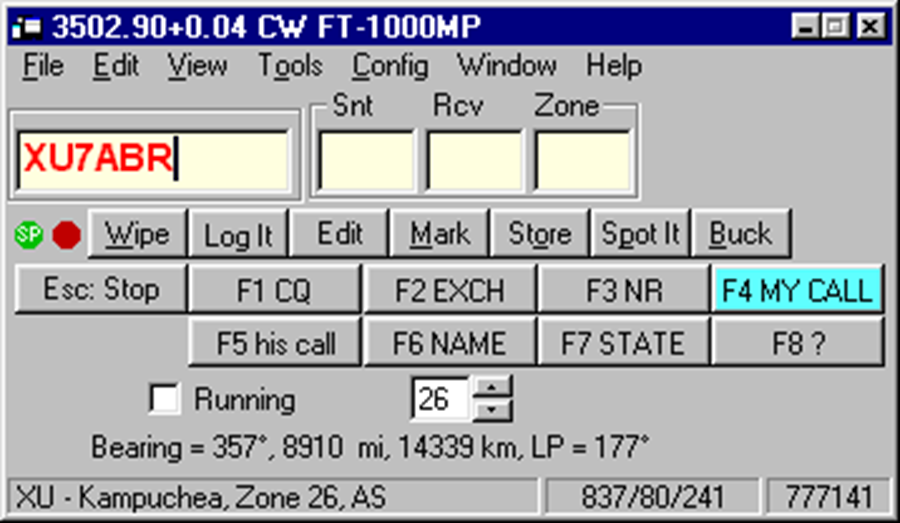 3502.90+0.04 CW FT-1000MP
File Edit View Tools Config Window Help
Snt Rcv Zone
XU7ABR
SP Wipe Log It Edit Mark Store Spot It Buck
Esc: Stop F1 CQ F2 EXCH F3 NR F4 MY CALL
F5 his call F6 NAME F7 STATE F8 ?
Running 26
Bearing = 357°, 8910 mi, 14339 km, LP = 177°
XU - Kampuchea, Zone 26, AS 837/80/241 777141